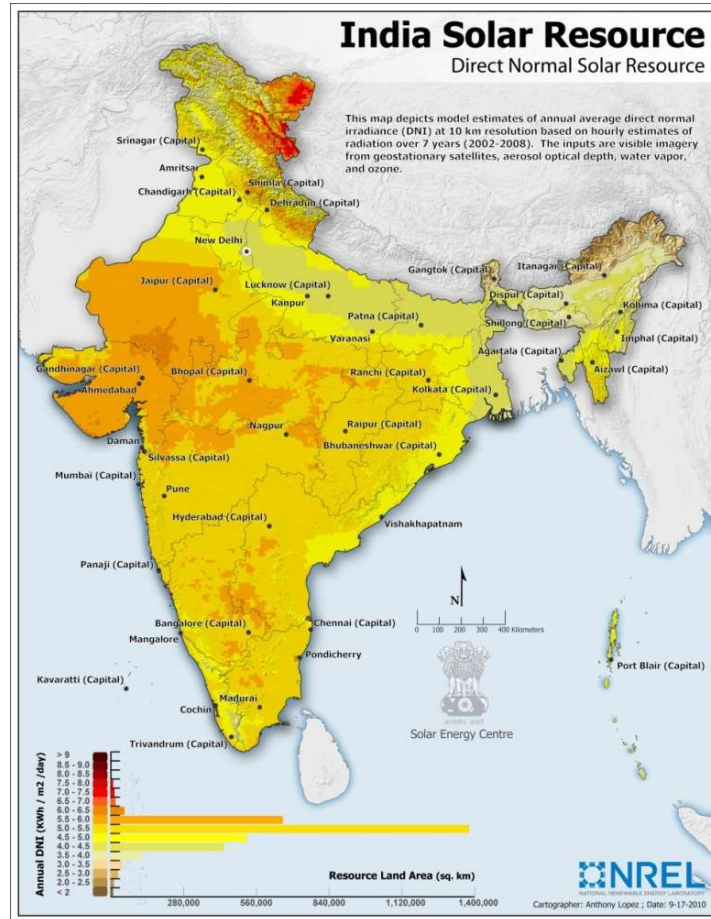 India Solar Resource
Direct Normal Solar Resource
This map depicts model estimates of annual average direct normal
irradiance (DNI) at 10 km resolution based on hourly estimates of
radiation over 7 years (2002-2008). The inputs are visible imagery
from geostationary satellites, aerosol optical depth, water vapor,
and ozone.
Srinagar (Capital)
Amritsar
Shimla (Capital)
Chandigarh (Capital)
Dehradun (Capital)
New Delhi
Gangtok (Capital)
Itanagar (Capital)
Jaipur (Capital)
Lucknow (Capital)
Kanpur
Dispur (Capital)
Kohima (Capital)
Patna (Capital)
Shillong (Capital)
Varanasi
Imphal (Capital)
Agartala (Capital)
Gandhinagar (Capital)
Bhopal (Capital)
Ranchi (Capital)
Aizawl (Capital)
Ahmedabad
Kolkata (Capital)
Nagpur
Raipur (Capital)
Daman
Bhubaneshwar (Capital)
Silvassa (Capital)
Mumbai (Capital)
Pune
Hyderabad (Capital)
Vishakhapatnam
Panaji (Capital)
N
Bangalore (Capital)
Chennai (Capital)
0 100 200 300 400 Kilometers
Mangalore
Pondicherry
Port Blair (Capital)
Kavaratti (Capital)
Madurai
Cochin
Solar Energy Centre
Trivandrum (Capital)
Annual DNI (KWh / m2 /day)
> 9
8.5 - 9.0
8.0 - 8.5
7.5 - 8.0
7.0 - 7.5
6.5 - 7.0
6.0 - 6.5
5.5 - 6.0
5.0 - 5.5
4.5 - 5.0
4.0 - 4.5
3.5 - 4.0
3.0 - 3.5
2.5 - 3.0
2.0 - 2.5
< 2
Resource Land Area (sq. km)
280,000 560,000 840,000 1,120,000 1,400,000
NREL
NATIONAL RENEWABLE ENERGY LABORATORY
Cartographer: Anthony Lopez ; Date: 9-17-2010